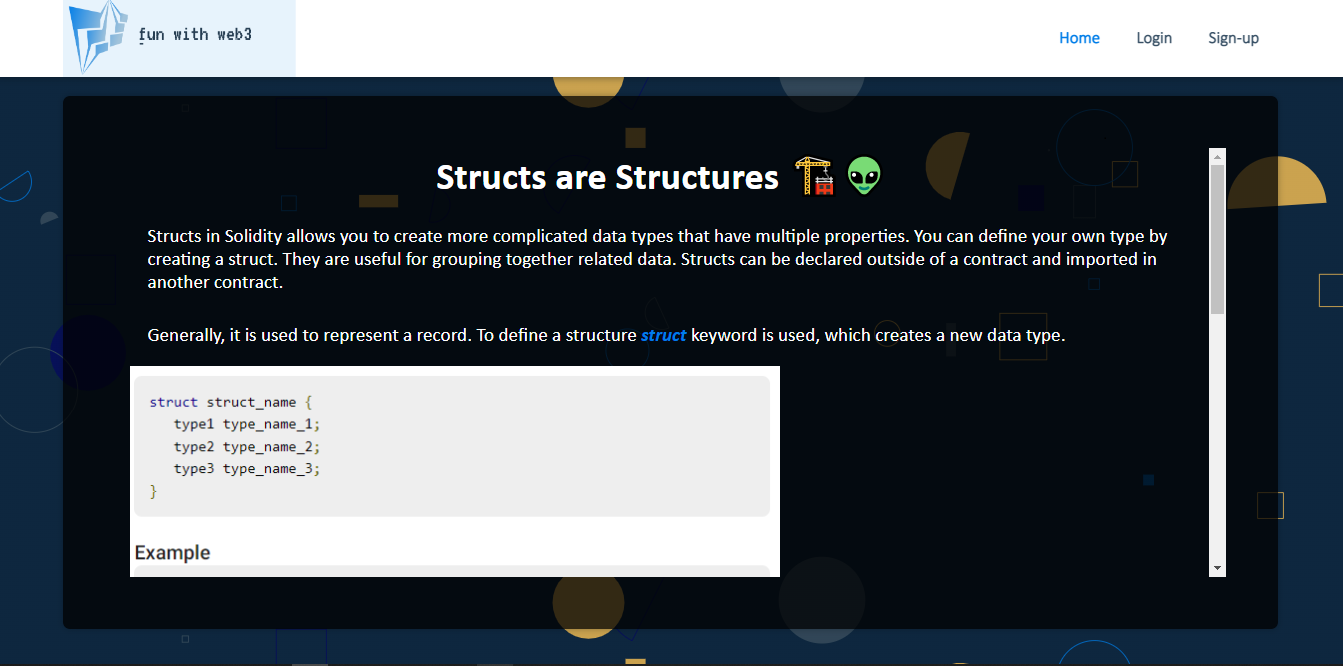 fun with web3
Home Login Sign-up
Structs are Structures 🏗️ 👽
Structs in Solidity allows you to create more complicated data types that have multiple properties. You can define your own type by
creating a struct. They are useful for grouping together related data. Structs can be declared outside of a contract and imported in
another contract.
Generally, it is used to represent a record. To define a structure struct keyword is used, which creates a new data type.
struct struct_name {
   type1 type_name_1;
   type2 type_name_2;
   type3 type_name_3;
}
Example